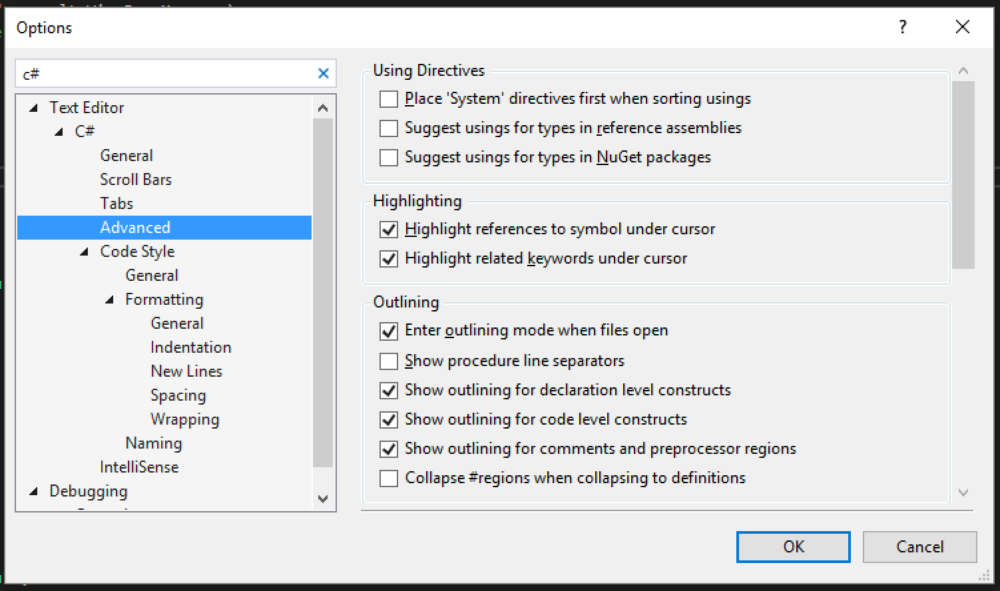 Options
?
c#
Text Editor
C#
General
Scroll Bars
Tabs
Advanced
Code Style
General
Formatting
General
Indentation
New Lines
Spacing
Wrapping
Naming
IntelliSense
Debugging
Using Directives
Place 'System' directives first when sorting usings
Suggest usings for types in reference assemblies
Suggest usings for types in NuGet packages
Highlighting
Highlight references to symbol under cursor
Highlight related keywords under cursor
Outlining
Enter outlining mode when files open
Show procedure line separators
Show outlining for declaration level constructs
Show outlining for code level constructs
Show outlining for comments and preprocessor regions
Collapse #regions when collapsing to definitions
OK
Cancel